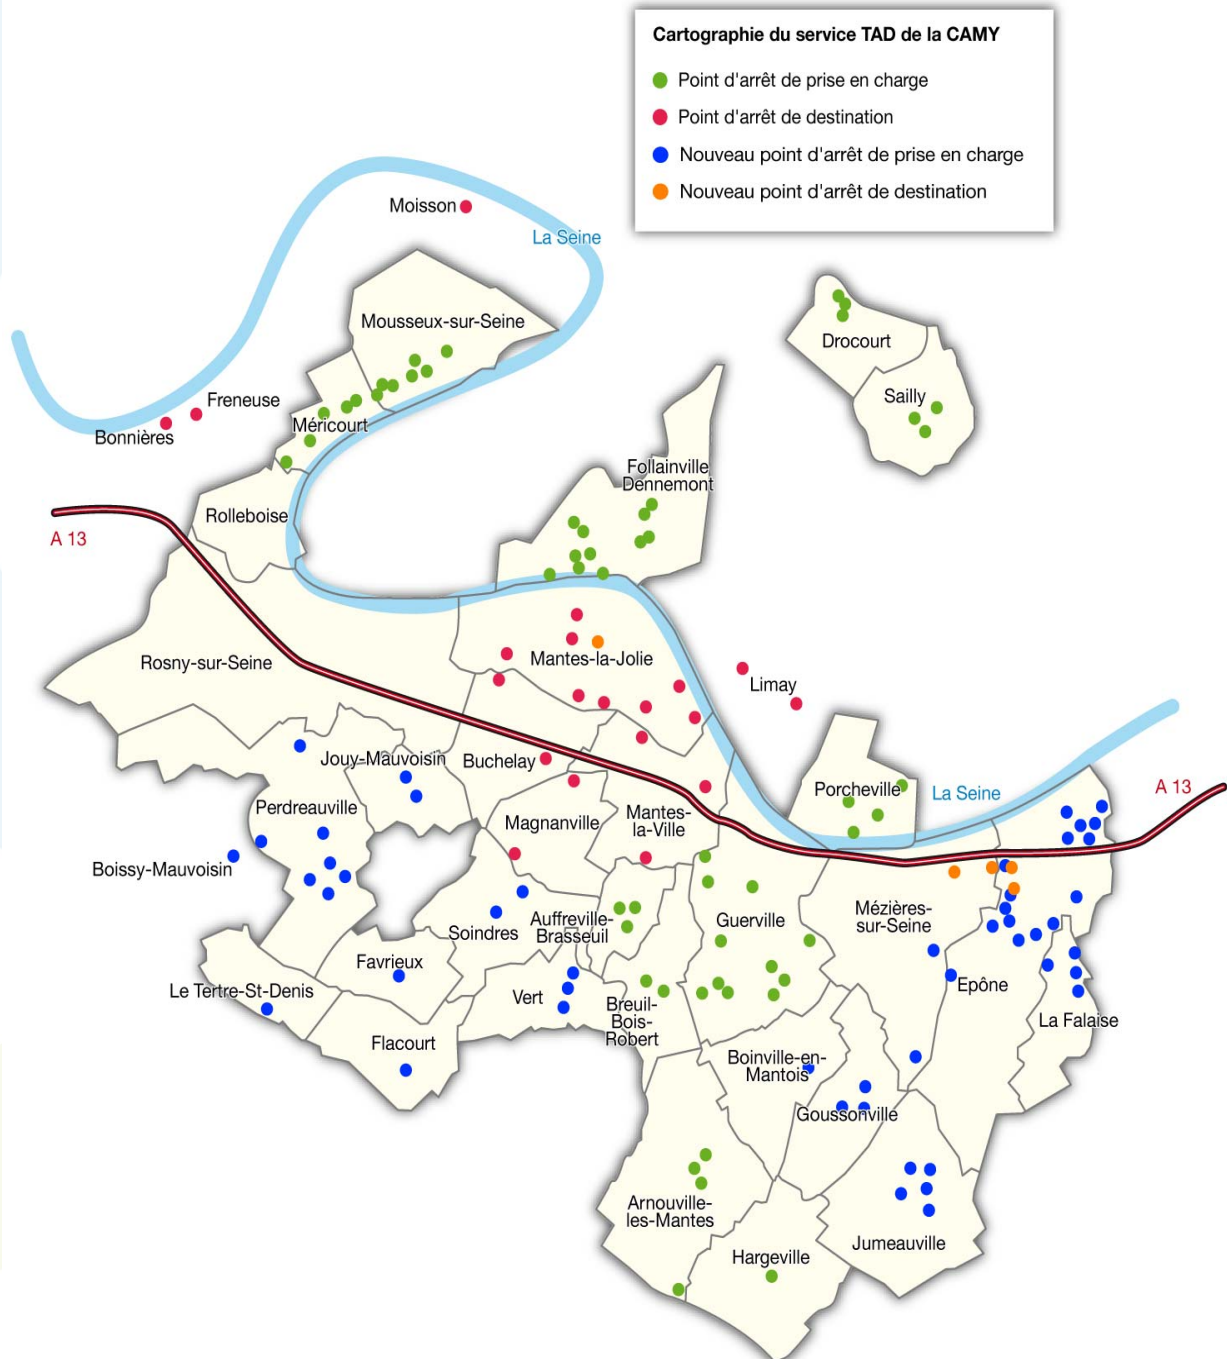 Cartographie du service TAD de la CAMY
Point d'arrêt de prise en charge
Point d'arrêt de destination
Nouveau point d'arrêt de prise en charge
Nouveau point d'arrêt de destination
Moisson
La Seine
Mousseux-sur-Seine
Drocourt
Freneuse
Sailly
Méricourt
Bonnières
Follainville
Dennemont
Rolleboise
A 13
Rosny-sur-Seine
Mantes-la-Jolie
Limay
Jouy-Mauvoisin
Buchelay
Porcheville
La Seine
A 13
Perdreauville
Magnanville
Mantes-
la-Ville
Boissy-Mauvoisin
Soindres
Auffreville-
Brasseuil
Guerville
Mézières-
sur-Seine
Favrieux
Le Tertre-St-Denis
Vert
Breuil-
Bois-
Robert
Epône
La Falaise
Flacourt
Boinville-en-
Mantois
Goussonville
Arnouville-
les-Mantes
Hargeville
Jumeauville